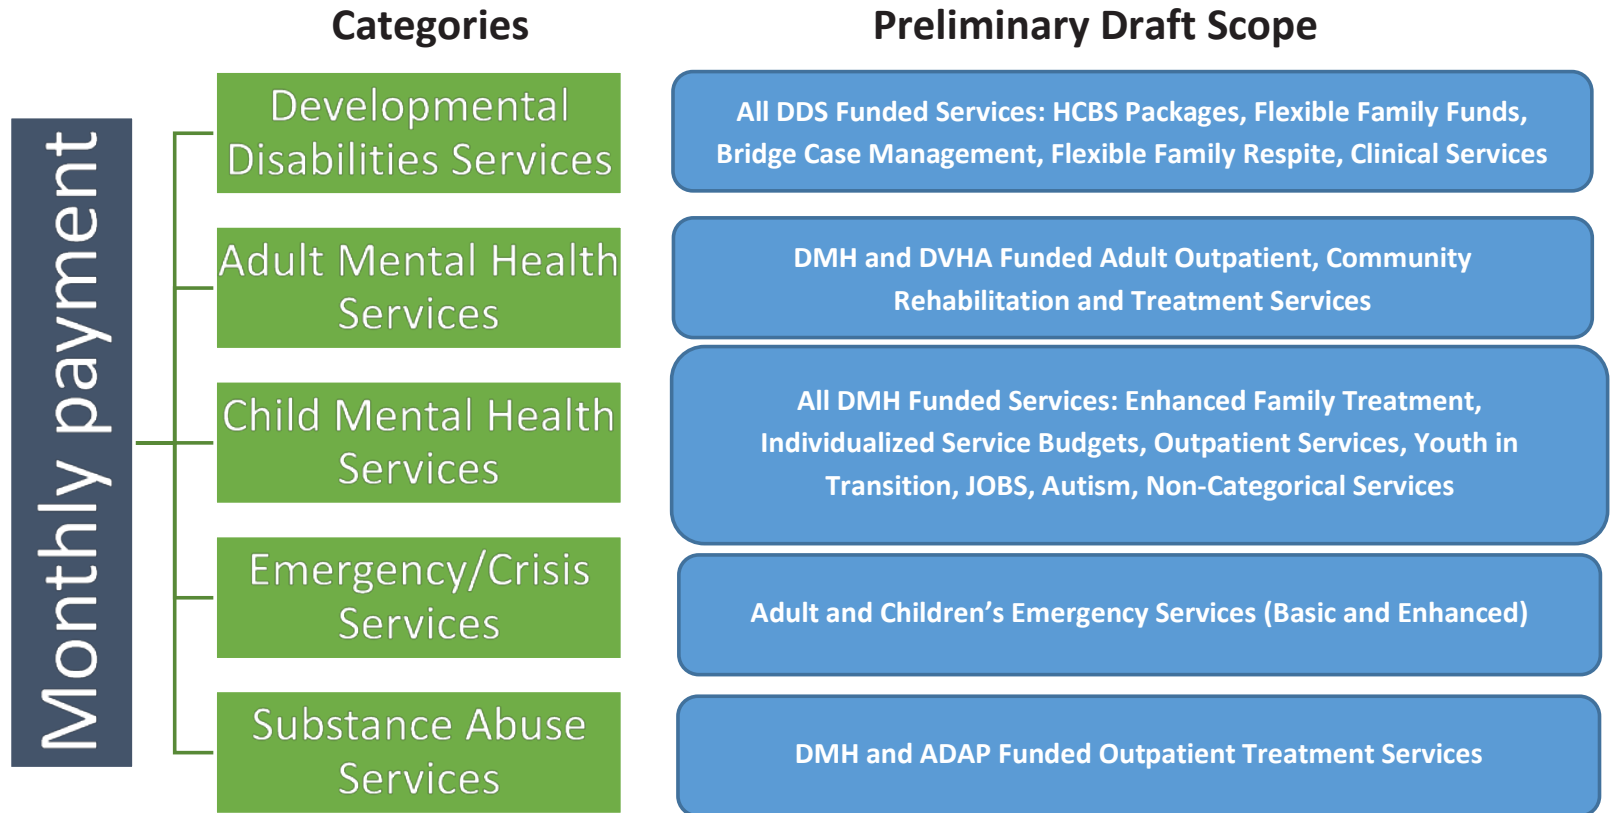 Categories
Preliminary Draft Scope
Monthly payment
Developmental
Disabilities Services
All DDS Funded Services: HCBS Packages, Flexible Family Funds,
Bridge Case Management, Flexible Family Respite, Clinical Services
Adult Mental Health
Services
DMH and DVHA Funded Adult Outpatient, Community
Rehabilitation and Treatment Services
Child Mental Health
Services
All DMH Funded Services: Enhanced Family Treatment,
Individualized Service Budgets, Outpatient Services, Youth in
Transition, JOBS, Autism, Non-Categorical Services
Emergency/Crisis
Services
Adult and Children’s Emergency Services (Basic and Enhanced)
Substance Abuse
Services
DMH and ADAP Funded Outpatient Treatment Services